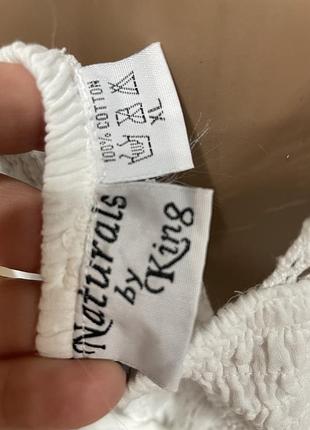 100% COTTON
XL
Naturals
by
King